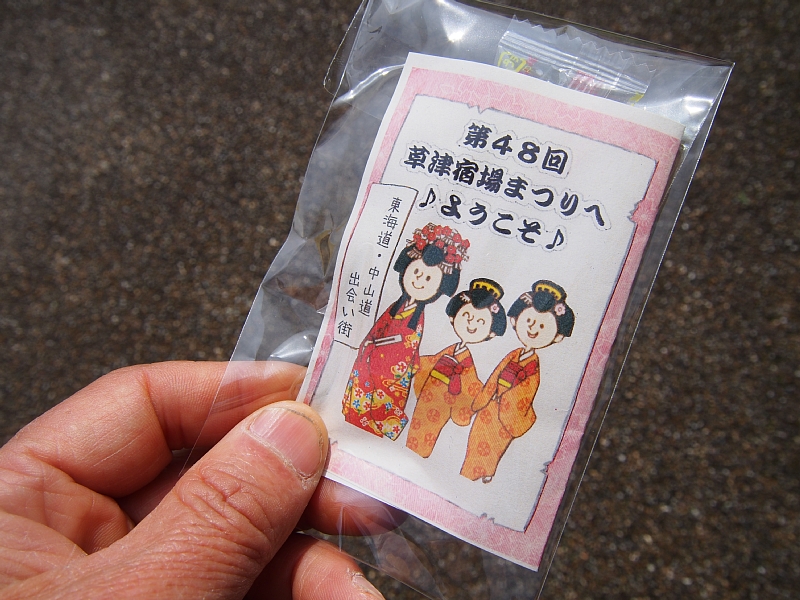 第48回
草津宿場まつりへ
♪ようこそ♪
東海道・中山道
出会い街